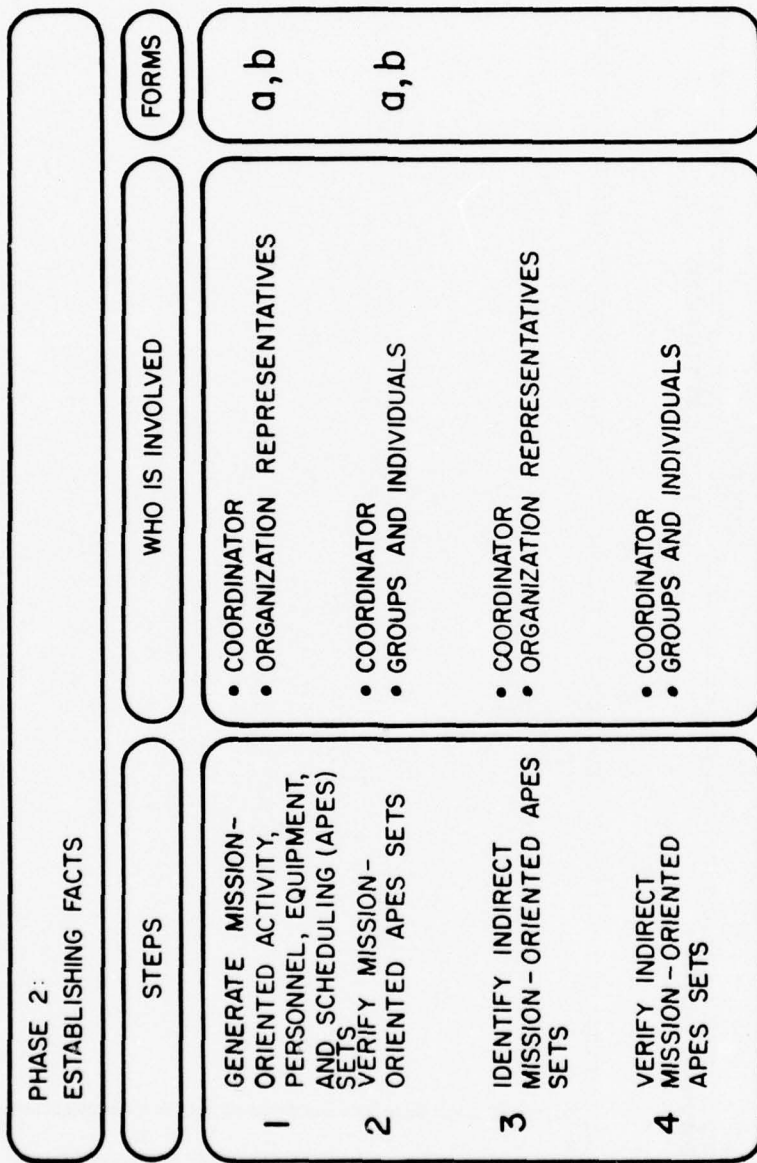 PHASE 2:
ESTABLISHING FACTS
STEPS
WHO IS INVOLVED
FORMS
1
GENERATE MISSION-
ORIENTED ACTIVITY,
PERSONNEL, EQUIPMENT,
AND SCHEDULING (APES)
SETS
• COORDINATOR
• ORGANIZATION REPRESENTATIVES
a,b
2
VERIFY MISSION-
ORIENTED APES SETS
• COORDINATOR
• GROUPS AND INDIVIDUALS
a,b
3
IDENTIFY INDIRECT
MISSION-ORIENTED APES
SETS
• COORDINATOR
• ORGANIZATION REPRESENTATIVES
4
VERIFY INDIRECT
MISSION-ORIENTED
APES SETS
• COORDINATOR
• GROUPS AND INDIVIDUALS